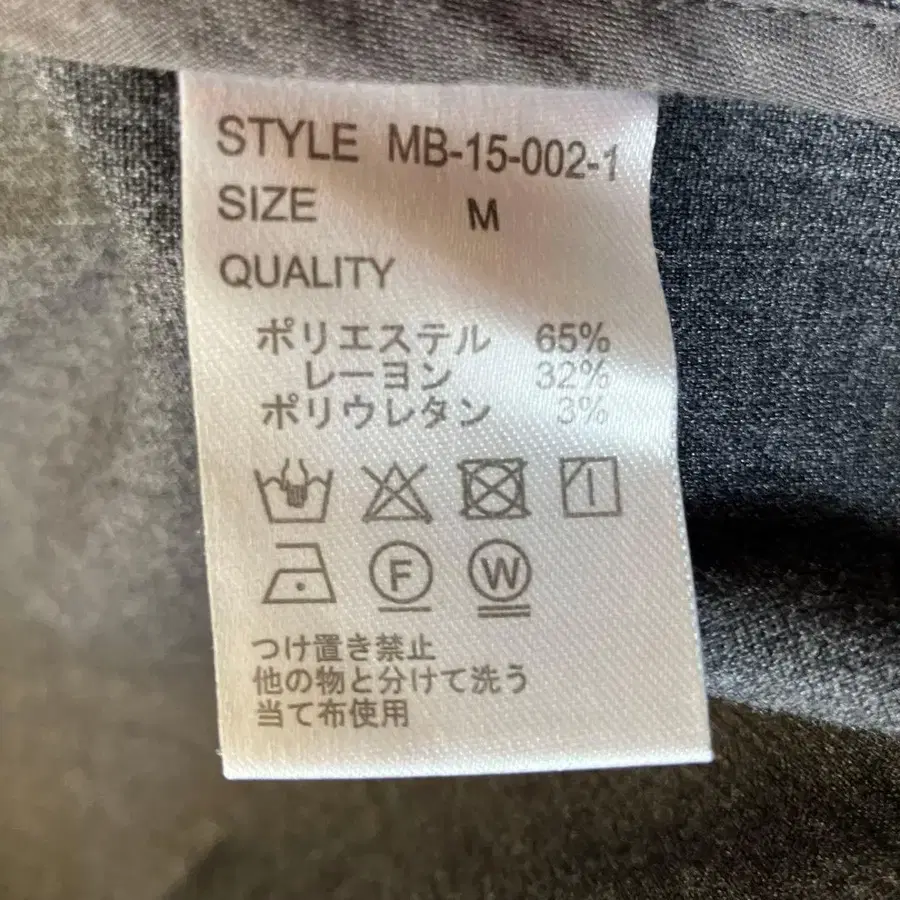 STYLE MB-15-002-1
SIZE M
QUALITY
ポリエステル 65%
レーヨン 32%
ポリウレタン 3%
F W
つけ置き禁止
他の物と分けて洗う
当て布使用